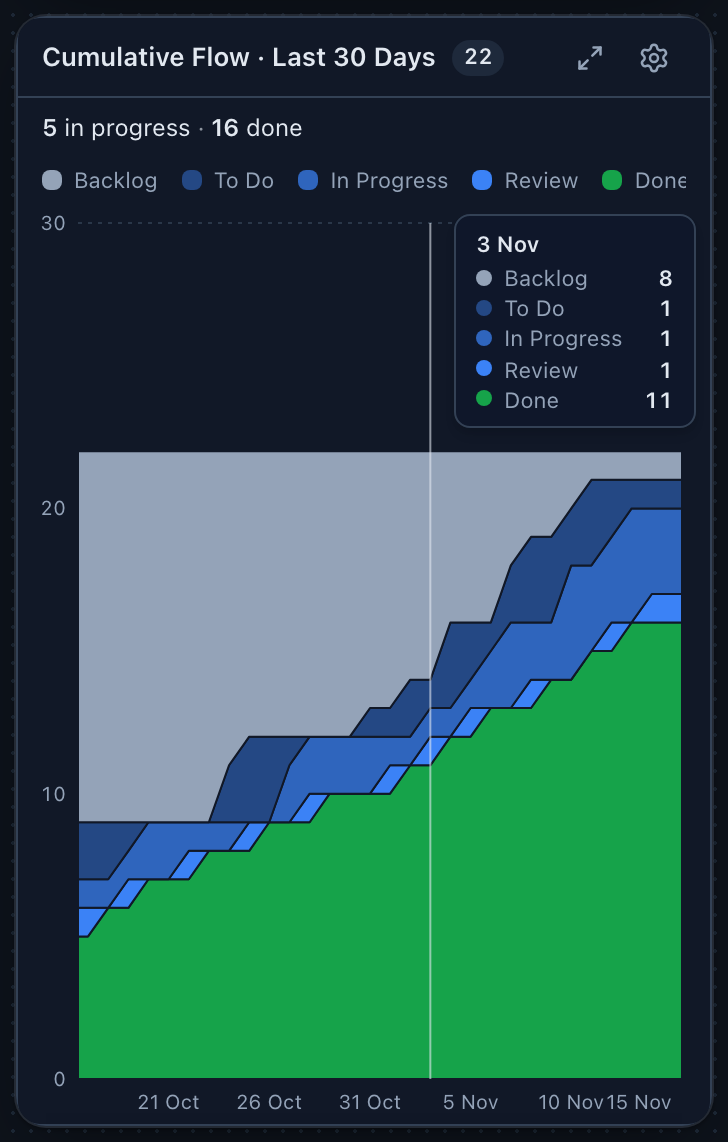 Cumulative Flow · Last 30 Days 22
5 in progress · 16 done
Backlog To Do In Progress Review Done
30
3 Nov
Backlog 8
To Do 1
In Progress 1
Review 1
Done 11
20
10
0
21 Oct 26 Oct 31 Oct 5 Nov 10 Nov 15 Nov